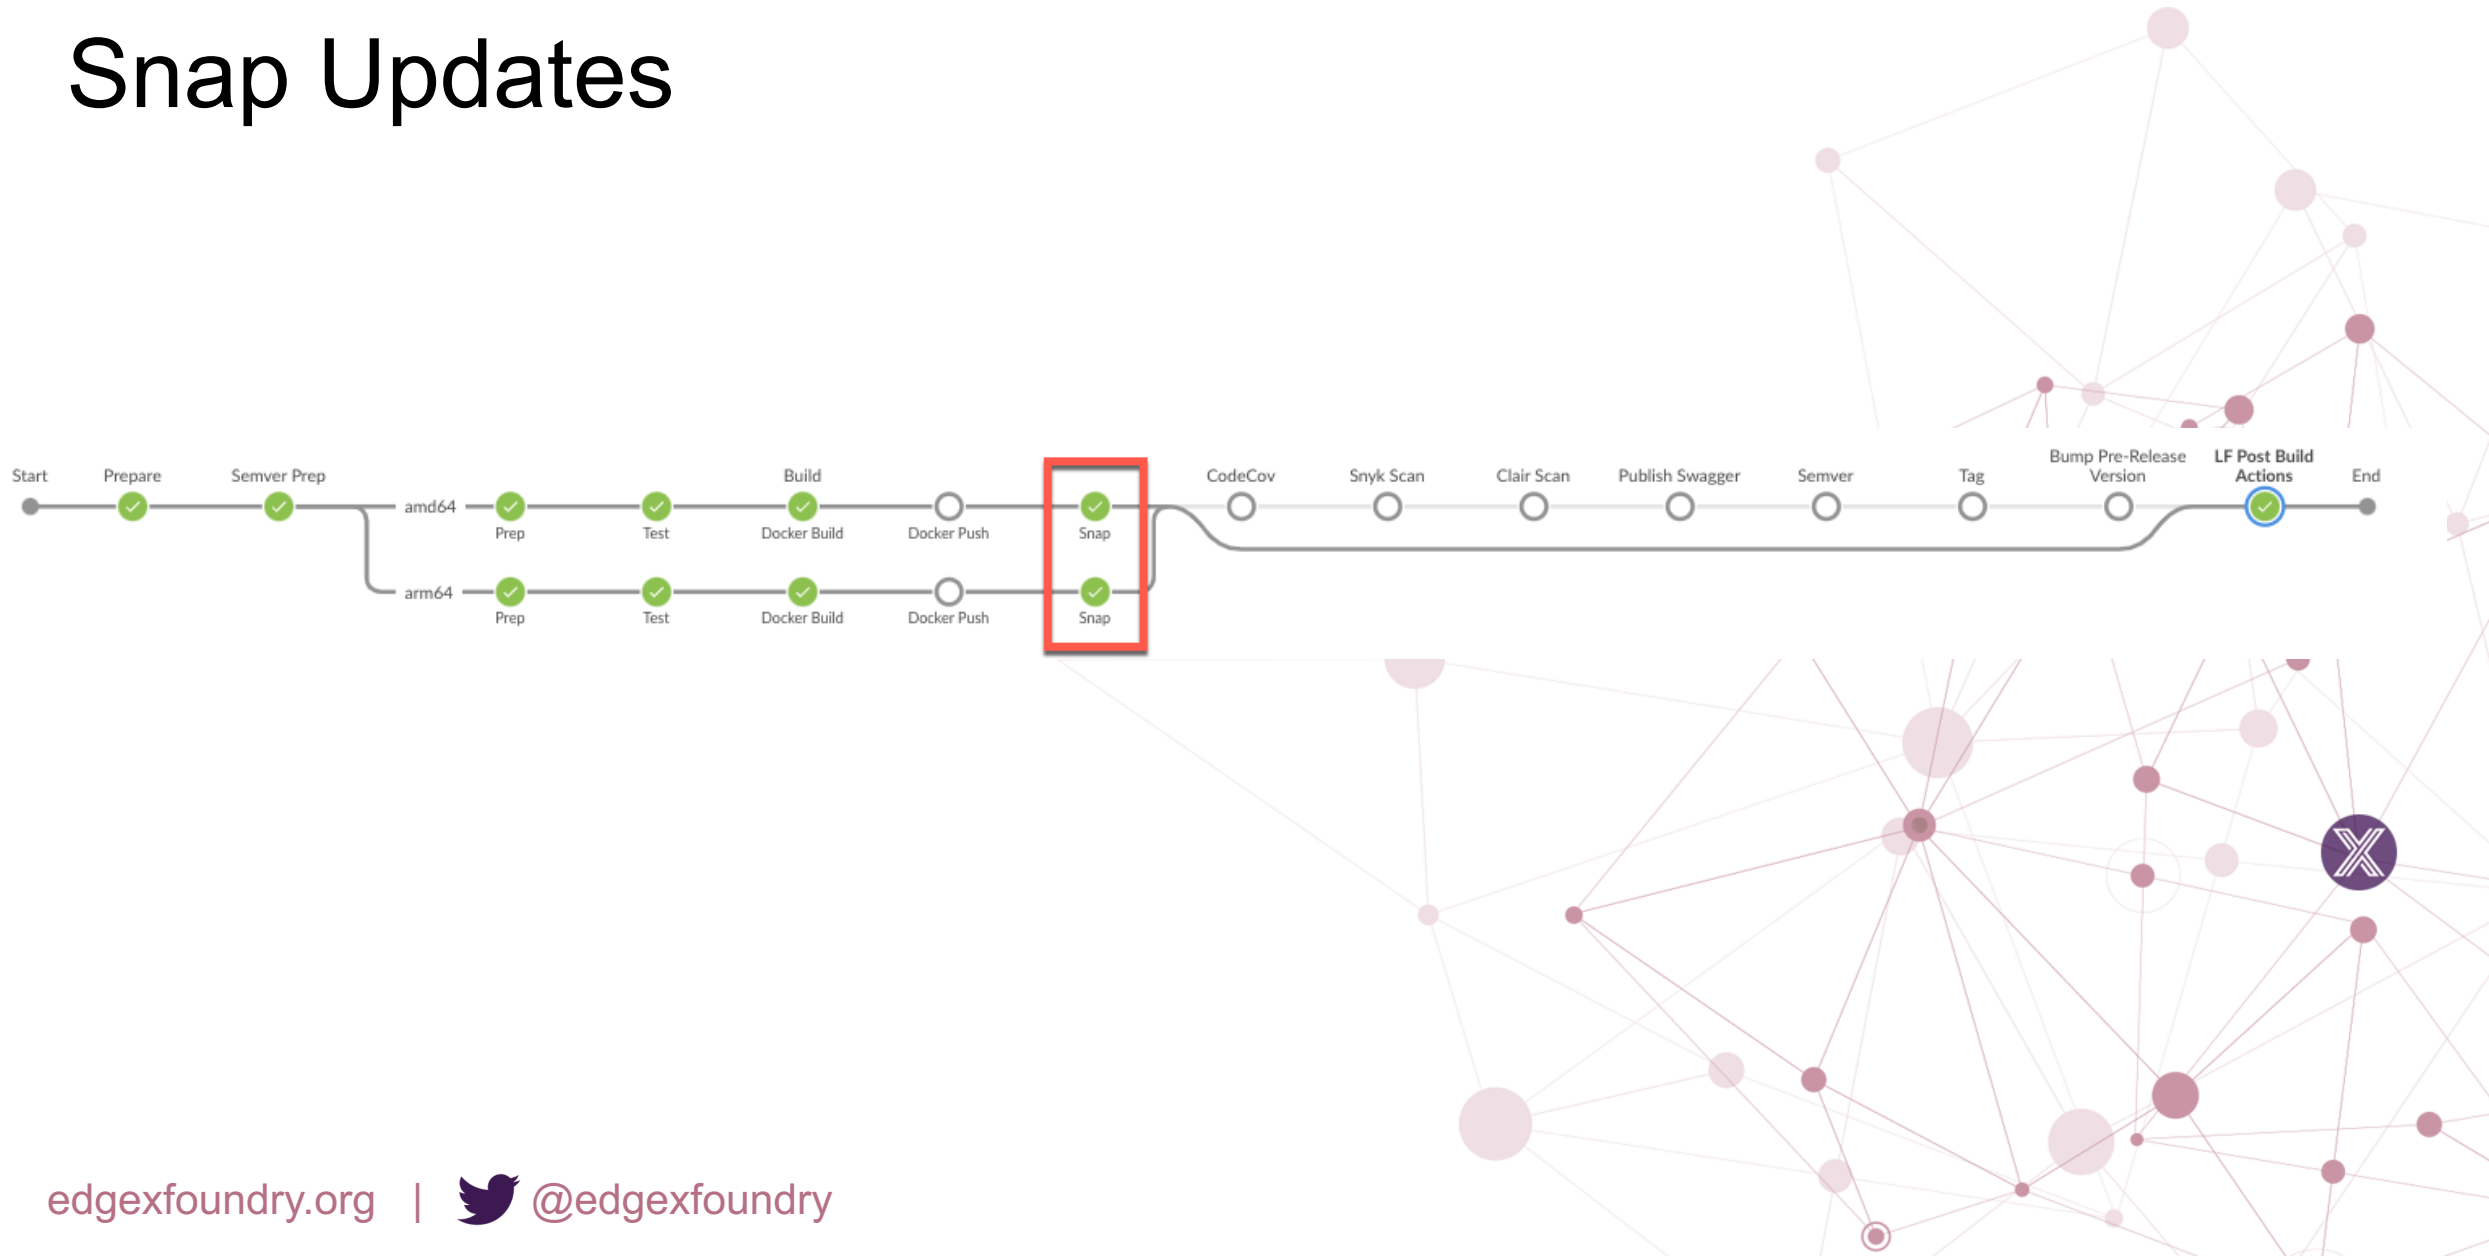 Snap Updates
Start
Prepare
Semver Prep
Build
CodeCov
Snyk Scan
Clair Scan
Publish Swagger
Semver
Tag
Bump Pre-Release
Version
LF Post Build
Actions
End
amd64
Prep
Test
Docker Build
Docker Push
Snap
arm64
Prep
Test
Docker Build
Docker Push
Snap
edgexfoundry.org | @edgexfoundry